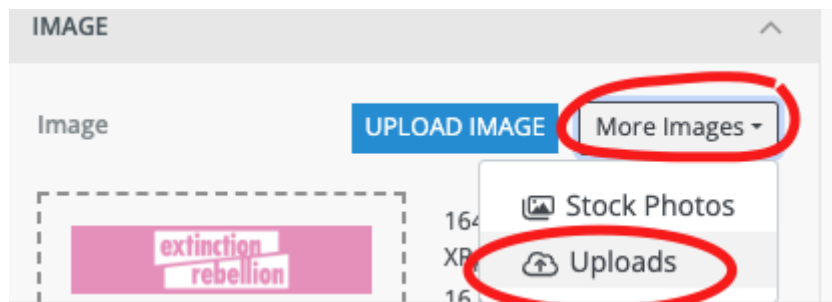 IMAGE
Image
UPLOAD IMAGE
More Images
Stock Photos
Uploads
extinction
rebellion